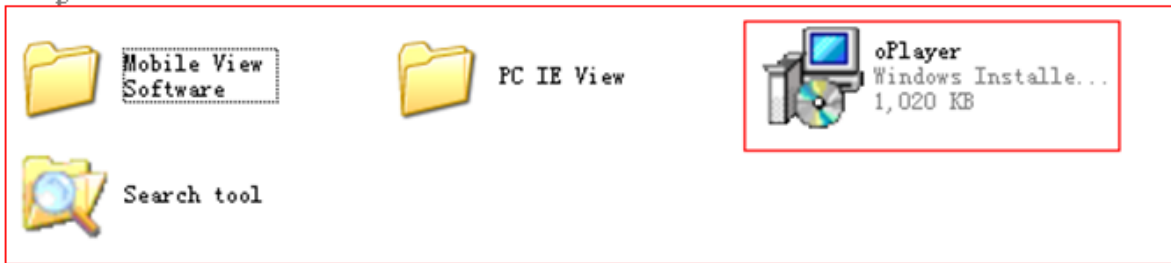 Mobile View
Software
PC IE View
oPlayer
Windows Installe...
1,020 KB
Search tool